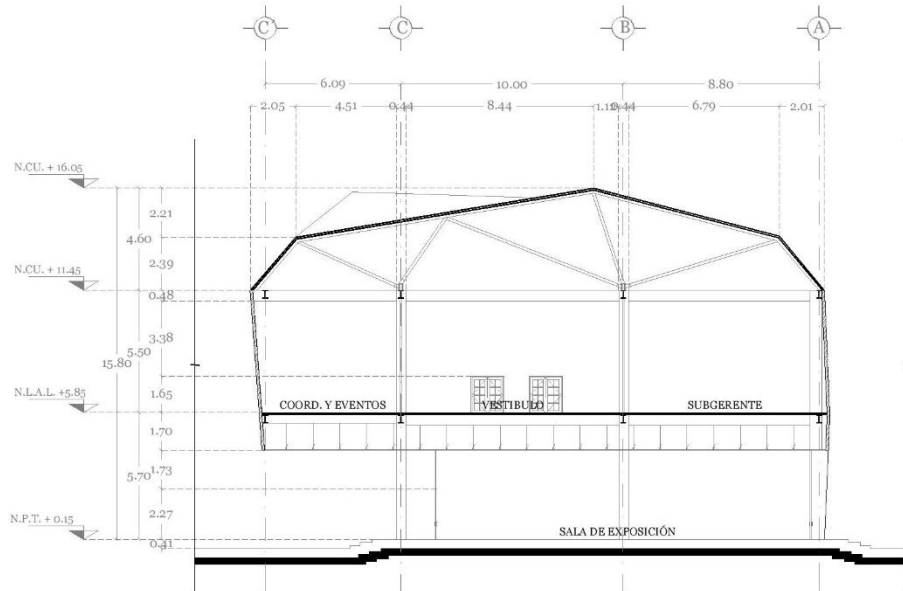 C´ C B A
6.09 10.00 8.80
2.05 4.51 0.44 8.44 1.12 0.44 6.79 2.01
N.CU. + 16.05
2.21
4.60
2.39
N.CU. + 11.45
0.48
3.38
5.50
15.80
1.65
N.L.A.L. +5.85
COORD. Y EVENTOS VESTIBULO SUBGERENTE
1.70
1.73
5.70
2.27
N.P.T. + 0.15
SALA DE EXPOSICIÓN
0.41